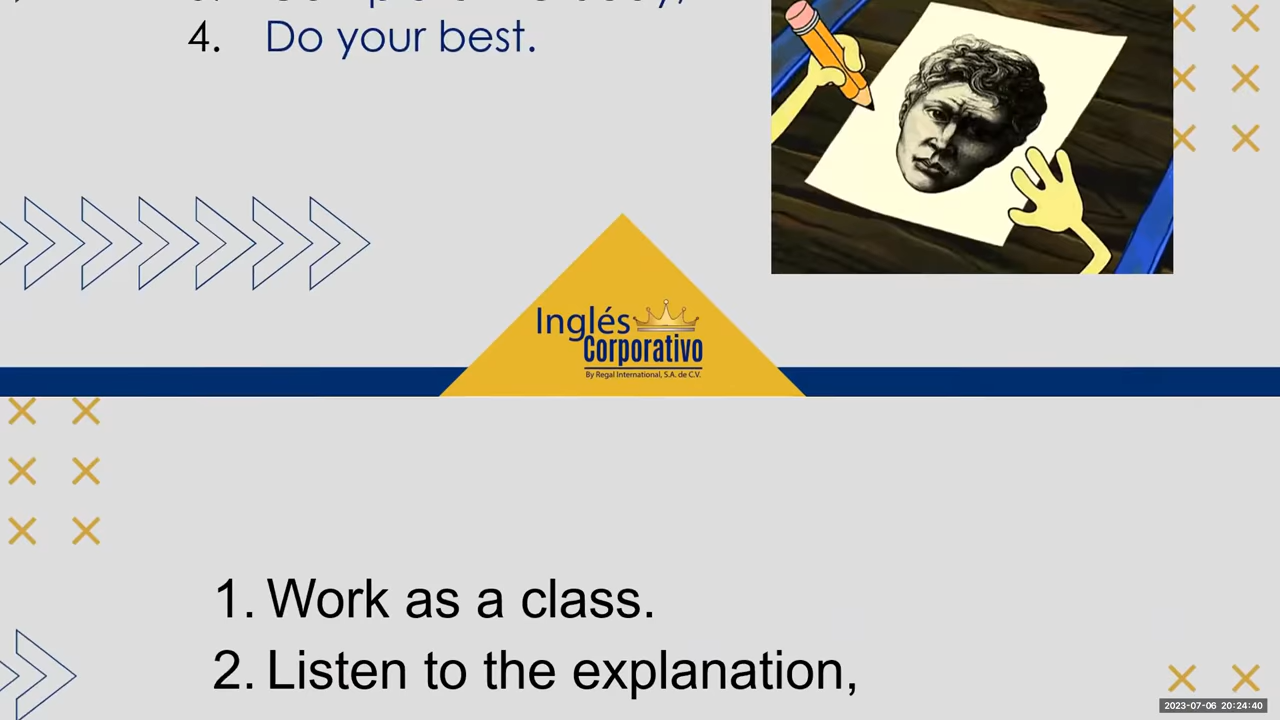 4. Do your best.
Inglés
Corporativo
By Regal International, S.A. de C.V.
1. Work as a class.
2. Listen to the explanation,
2023-07-06 20:24:40